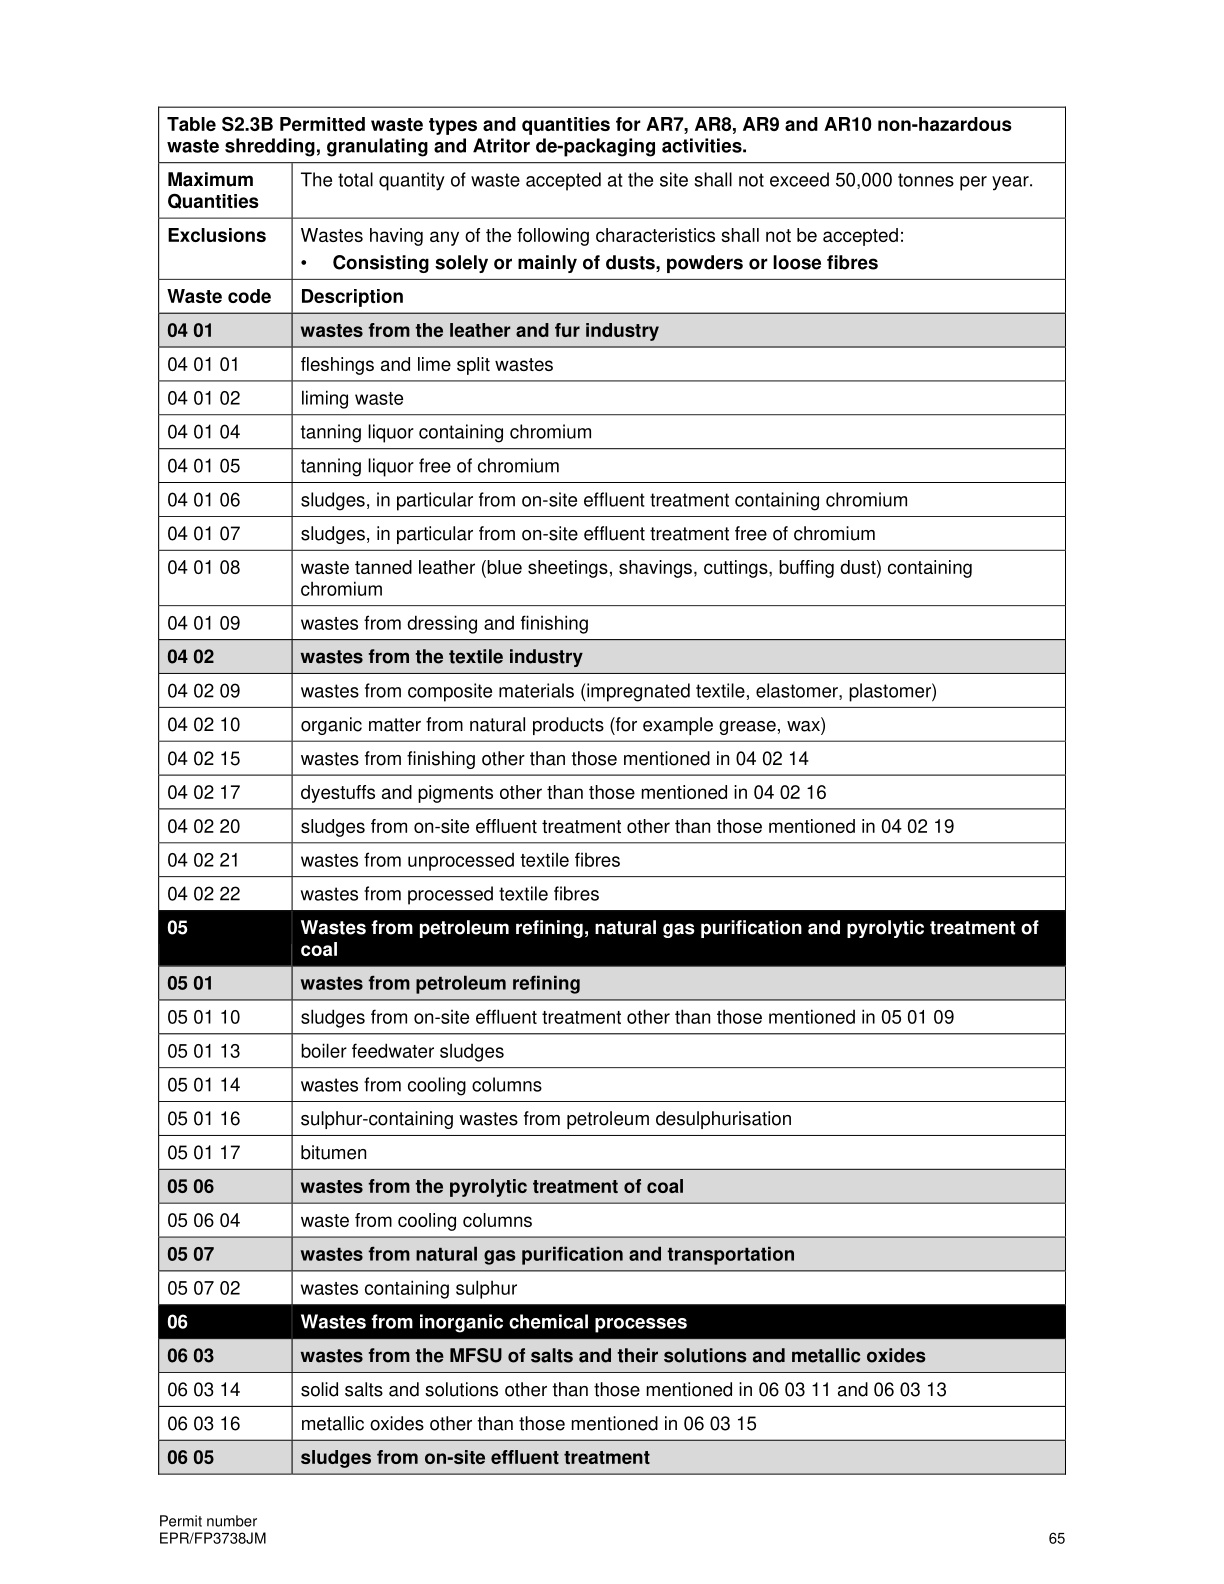 Table S2.3B Permitted waste types and quantities for AR7, AR8, AR9 and AR10 non-hazardous
waste shredding, granulating and Atritor de-packaging activities.
Maximum Quantities The total quantity of waste accepted at the site shall not exceed 50,000 tonnes per year.
Exclusions Wastes having any of the following characteristics shall not be accepted:
• Consisting solely or mainly of dusts, powders or loose fibres
Waste code Description
04 01 wastes from the leather and fur industry
04 01 01 fleshings and lime split wastes
04 01 02 liming waste
04 01 04 tanning liquor containing chromium
04 01 05 tanning liquor free of chromium
04 01 06 sludges, in particular from on-site effluent treatment containing chromium
04 01 07 sludges, in particular from on-site effluent treatment free of chromium
04 01 08 waste tanned leather (blue sheetings, shavings, cuttings, buffing dust) containing
chromium
04 01 09 wastes from dressing and finishing
04 02 wastes from the textile industry
04 02 09 wastes from composite materials (impregnated textile, elastomer, plastomer)
04 02 10 organic matter from natural products (for example grease, wax)
04 02 15 wastes from finishing other than those mentioned in 04 02 14
04 02 17 dyestuffs and pigments other than those mentioned in 04 02 16
04 02 20 sludges from on-site effluent treatment other than those mentioned in 04 02 19
04 02 21 wastes from unprocessed textile fibres
04 02 22 wastes from processed textile fibres
05 Wastes from petroleum refining, natural gas purification and pyrolytic treatment of
coal
05 01 wastes from petroleum refining
05 01 10 sludges from on-site effluent treatment other than those mentioned in 05 01 09
05 01 13 boiler feedwater sludges
05 01 14 wastes from cooling columns
05 01 16 sulphur-containing wastes from petroleum desulphurisation
05 01 17 bitumen
05 06 wastes from the pyrolytic treatment of coal
05 06 04 waste from cooling columns
05 07 wastes from natural gas purification and transportation
05 07 02 wastes containing sulphur
06 Wastes from inorganic chemical processes
06 03 wastes from the MFSU of salts and their solutions and metallic oxides
06 03 14 solid salts and solutions other than those mentioned in 06 03 11 and 06 03 13
06 03 16 metallic oxides other than those mentioned in 06 03 15
06 05 sludges from on-site effluent treatment
Permit number
EPR/FP3738JM 65